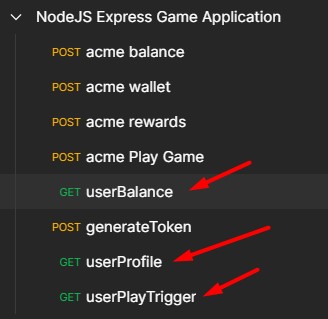 NodeJS Express Game Application
POST acme balance
POST acme wallet
POST acme rewards
POST acme Play Game
GET userBalance
POST generateToken
GET userProfile
GET userPlayTrigger